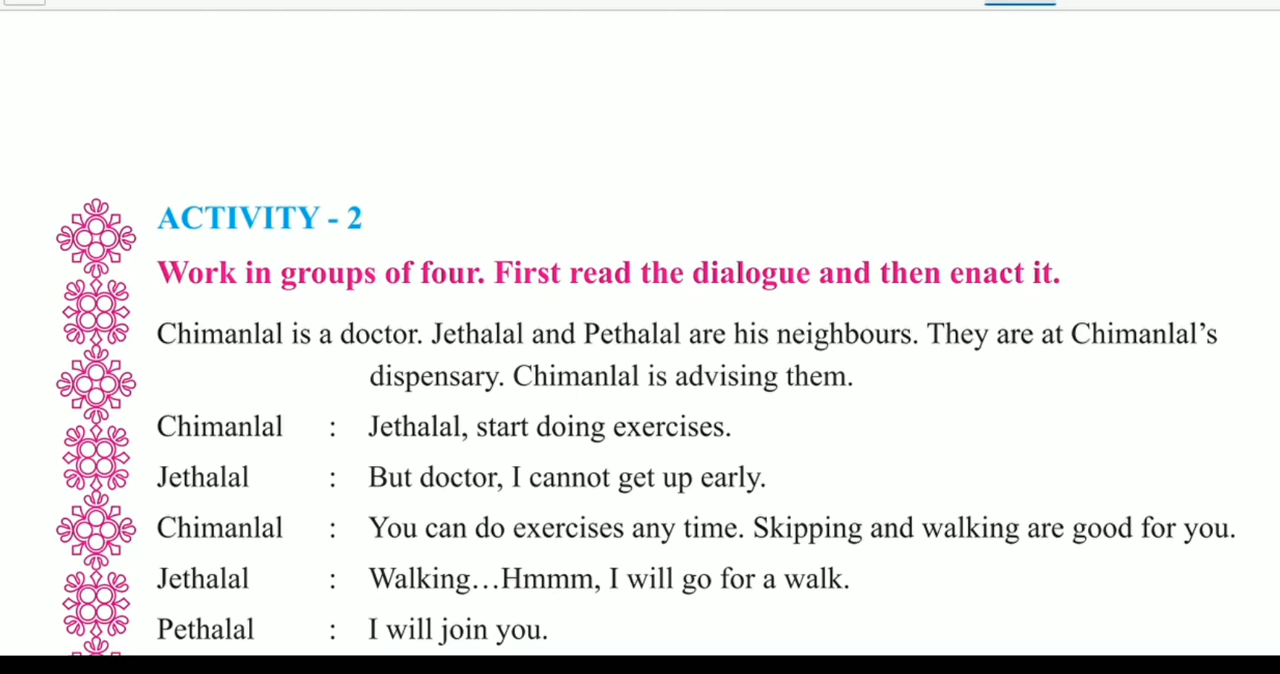 ACTIVITY - 2
Work in groups of four. First read the dialogue and then enact it.
Chimanlal is a doctor. Jethalal and Pethalal are his neighbours. They are at Chimanlal’s
dispensary. Chimanlal is advising them.
Chimanlal : Jethalal, start doing exercises.
Jethalal : But doctor, I cannot get up early.
Chimanlal : You can do exercises any time. Skipping and walking are good for you.
Jethalal : Walking…Hmmm, I will go for a walk.
Pethalal : I will join you.